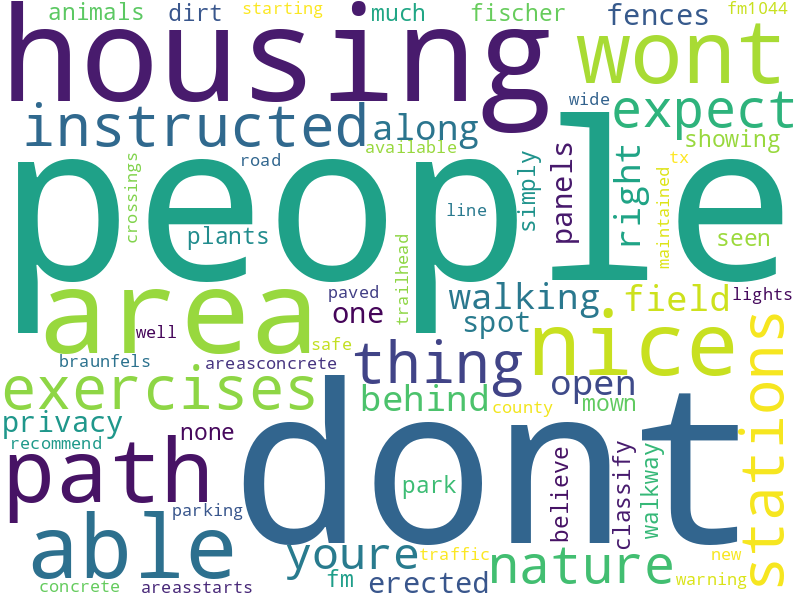 animals dirt starting much fischer fences fm1044
housing wont
wide expect
instructed along showing
available
people
crossings road simply panels right maintained tx
line
plants seen
trailhead
area paved walking field lights
well one spot nice
safe
braunfels areasconcrete thing open
exercises behind county mown stations
privacy
recommend none dont
path believe classify walkway
park
parking
able youre traffic nature new
fm erected warning
concrete areasstarts